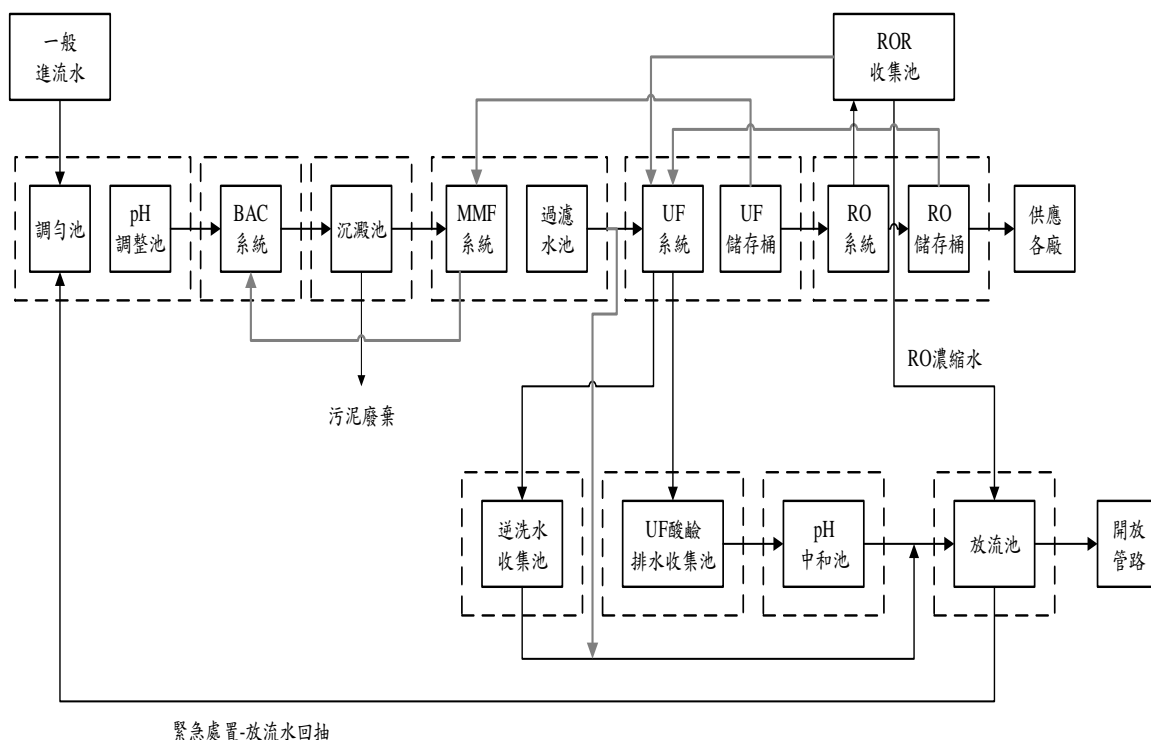 一般
進流水
ROR
收集池
調勻池
pH
調整池
BAC
系統
沉澱池
MMF
系統
過濾
水池
UF
系統
UF
儲存桶
RO
系統
RO
儲存桶
供應
各廠
RO濃縮水
污泥廢棄
逆洗水
收集池
UF酸鹼
排水收集池
pH
中和池
放流池
開放
管路
緊急處置-放流水回抽